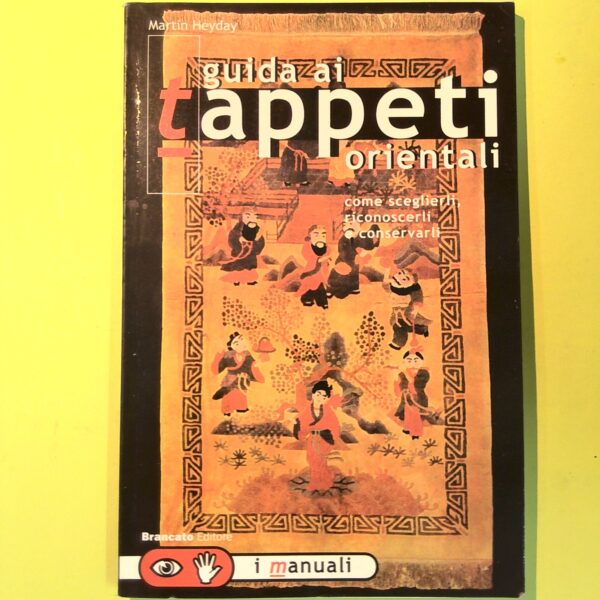 Martin Heyday
guida ai
tappeti
orientali
come sceglierli,
riconoscerli
e conservarli
Brancato Editore
i manuali